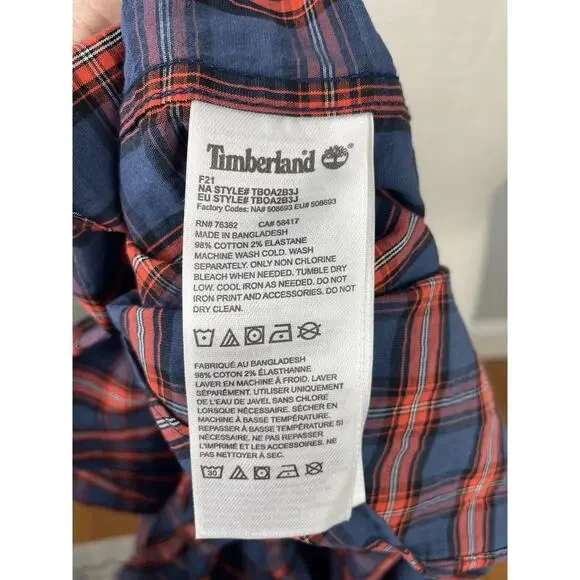 Timberland
F21
NA STYLE# TBOA2B3J
EU STYLE# TBOA2B3J
Factory Codes: NA# 508693 EU# 508693
RN# 76382 CA# 58417
MADE IN BANGLADESH
98% COTTON 2% ELASTANE
MACHINE WASH COLD. WASH
SEPARATELY. ONLY NON CHLORINE
BLEACH WHEN NEEDED. TUMBLE DRY
LOW. COOL IRON AS NEEDED. DO NOT
IRON PRINT AND ACCESSORIES. DO NOT
DRY CLEAN.
FABRIQUÉ AU BANGLADESH
98% COTON 2% ÉLASTHANNE
LAVER EN MACHINE À FROID. LAVER
SÉPARÉMENT. UTILISER UNIQUEMENT
DE L'EAU DE JAVEL SANS CHLORE
LORSQUE NÉCESSAIRE. SÉCHER EN
MACHINE À BASSE TEMPÉRATURE.
REPASSER À BASSE TEMPÉRATURE SI
NÉCESSAIRE. NE PAS REPASSER
L'IMPRIMÉ ET LES ACCESSOIRES. NE
PAS NETTOYER À SEC.
30